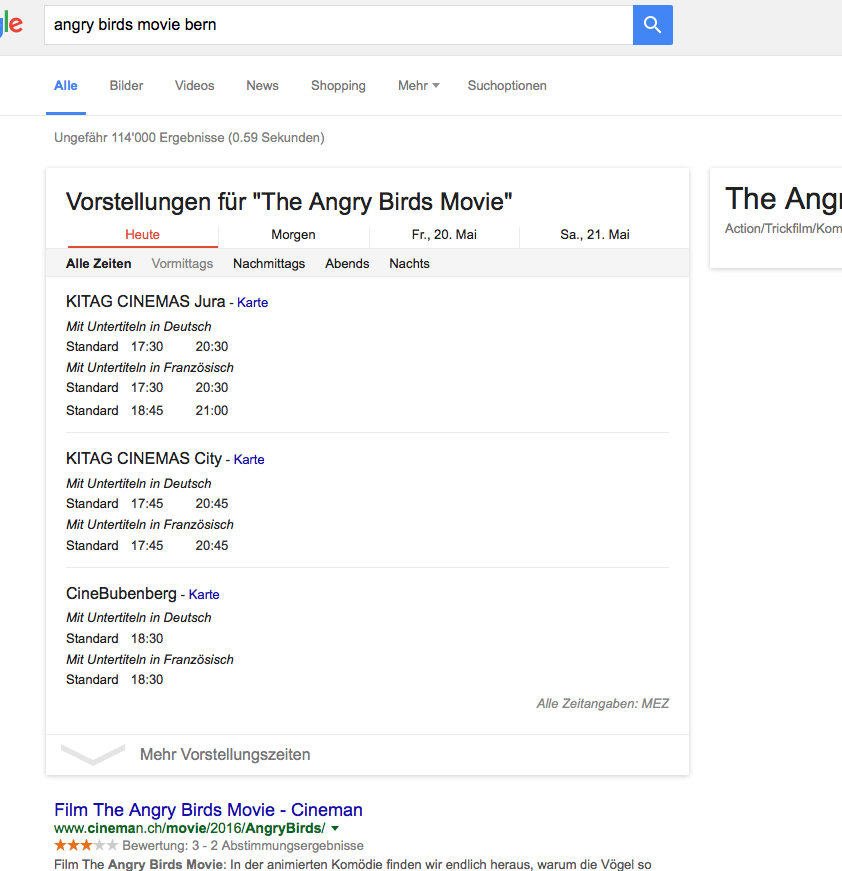 le
angry birds movie bern
Alle Bilder Videos News Shopping Mehr Suchoptionen
Ungefähr 114'000 Ergebnisse (0.59 Sekunden)
Vorstellungen für "The Angry Birds Movie"
Heute Morgen Fr., 20. Mai Sa., 21. Mai
Alle Zeiten Vormittags Nachmittags Abends Nachts
KITAG CINEMAS Jura - Karte
Mit Untertiteln in Deutsch
Standard 17:30 20:30
Mit Untertiteln in Französisch
Standard 17:30 20:30
Standard 18:45 21:00
KITAG CINEMAS City - Karte
Mit Untertiteln in Deutsch
Standard 17:45 20:45
Mit Untertiteln in Französisch
Standard 17:45 20:45
CineBubenberg - Karte
Mit Untertiteln in Deutsch
Standard 18:30
Mit Untertiteln in Französisch
Standard 18:30
Alle Zeitangaben: MEZ
Mehr Vorstellungszeiten
Film The Angry Birds Movie - Cineman
www.cineman.ch/movie/2016/AngryBirds/
Bewertung: 3 - 2 Abstimmungsergebnisse
Film The Angry Birds Movie: In der animierten Komödie finden wir endlich heraus, warum die Vögel so
The Angr
Action/Trickfilm/Kom